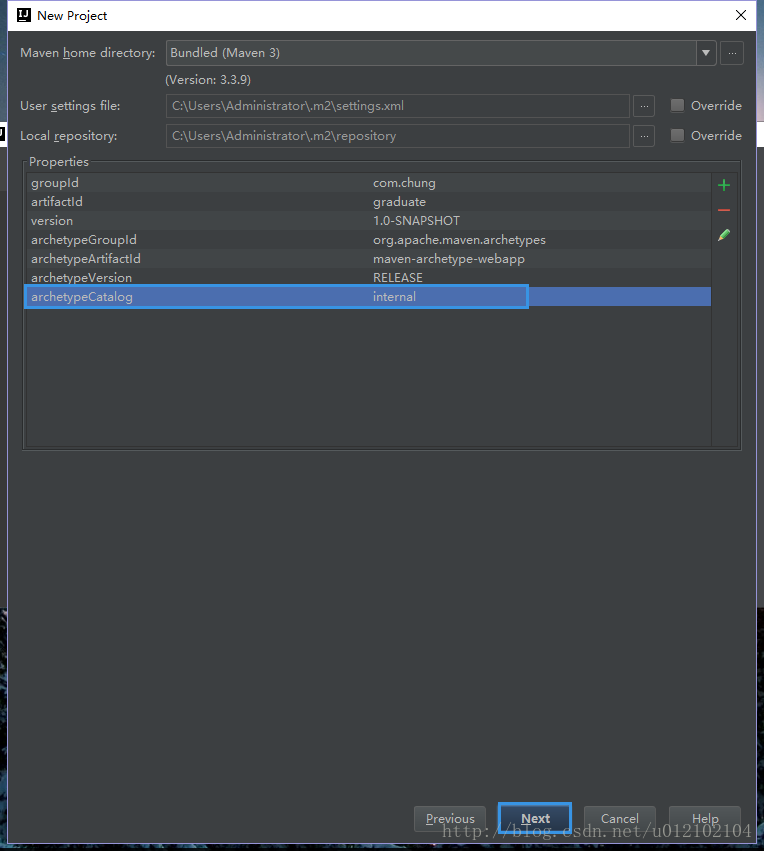 New Project
Maven home directory: Bundled (Maven 3)
(Version: 3.3.9)
User settings file: C:\Users\Administrator\.m2\settings.xml ... Override
Local repository: C:\Users\Administrator\.m2\repository ... Override
Properties
groupId com.chung
artifactId graduate
version 1.0-SNAPSHOT
archetypeGroupId org.apache.maven.archetypes
archetypeArtifactId maven-archetype-webapp
archetypeVersion RELEASE
archetypeCatalog internal
Previous Next Cancel Help
http://blog.csdn.net/u012102104